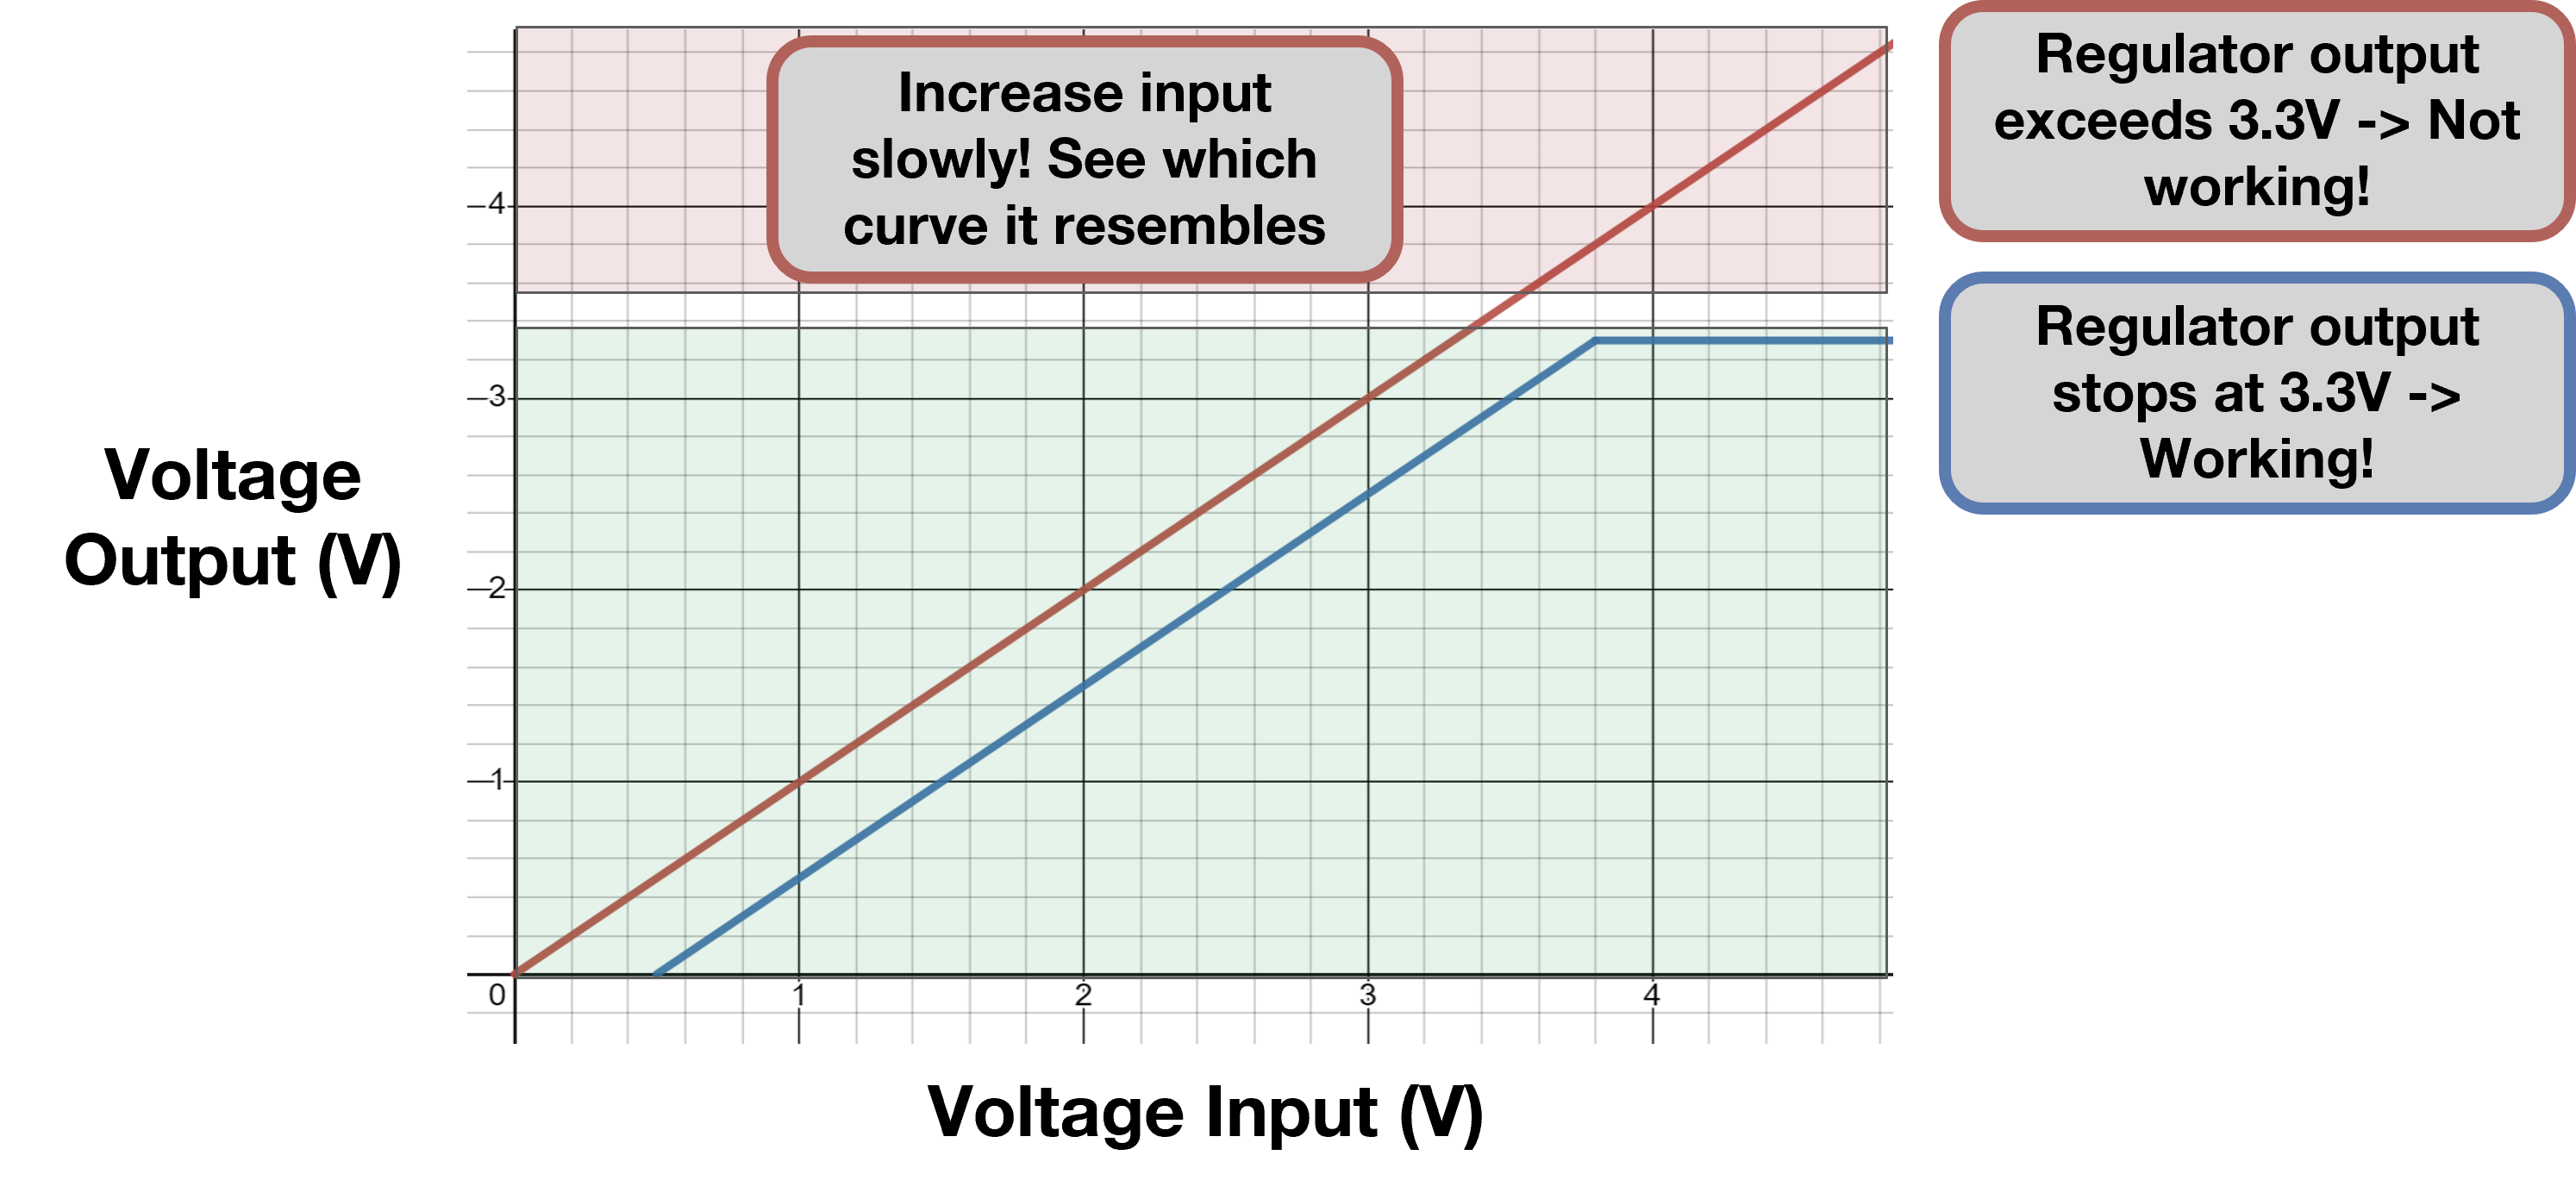 Increase input
slowly! See which
curve it resembles
Regulator output
exceeds 3.3V -> Not
working!
Regulator output
stops at 3.3V ->
Working!
Voltage
Output (V)
4
3
2
1
0
1
2
3
4
Voltage Input (V)